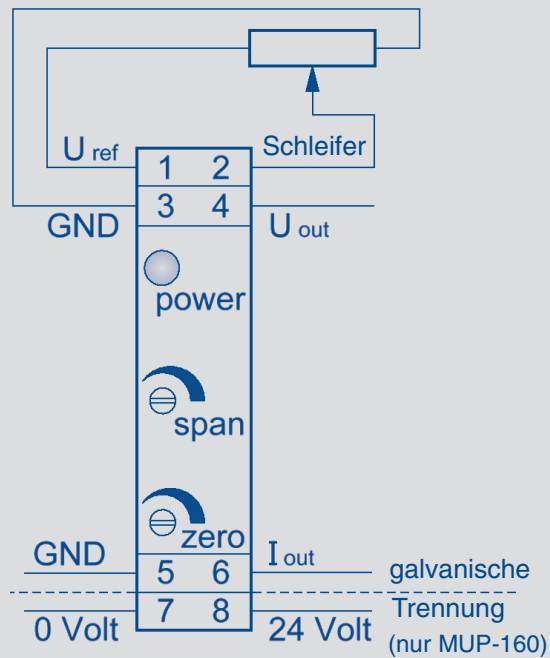 U ref 1 2 Schleifer
GND 3 4 U out
power
span
zero
GND 5 6 I out galvanische
0 Volt 7 8 24 Volt Trennung
(nur MUP-160)